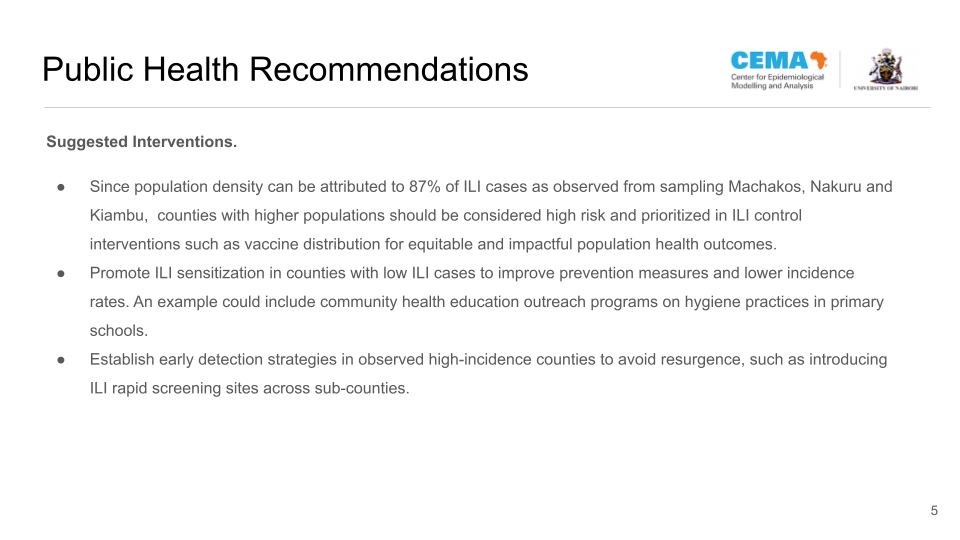 Public Health Recommendations
CEMA
Center for Epidemiological
Modelling and Analysis
UNIVERSITY OF NAIROBI
Suggested Interventions.
● Since population density can be attributed to 87% of ILI cases as observed from sampling Machakos, Nakuru and
Kiambu,  counties with higher populations should be considered high risk and prioritized in ILI control
interventions such as vaccine distribution for equitable and impactful population health outcomes.
● Promote ILI sensitization in counties with low ILI cases to improve prevention measures and lower incidence
rates. An example could include community health education outreach programs on hygiene practices in primary
schools.
● Establish early detection strategies in observed high-incidence counties to avoid resurgence, such as introducing
ILI rapid screening sites across sub-counties.
5